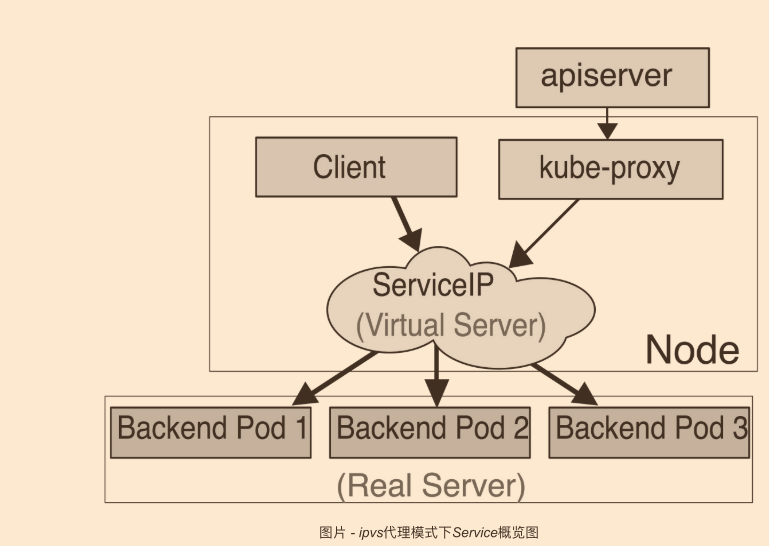 apiserver
Client
kube-proxy
ServiceIP
(Virtual Server)
Node
Backend Pod 1
Backend Pod 2
Backend Pod 3
(Real Server)
图片 - ipvs代理模式下Service概览图